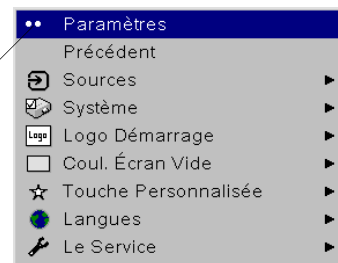 Paramètres
Précédent
Sources
Système
Logo Logo Démarrage
Coul. Écran Vide
Touche Personnalisée
Langues
Le Service